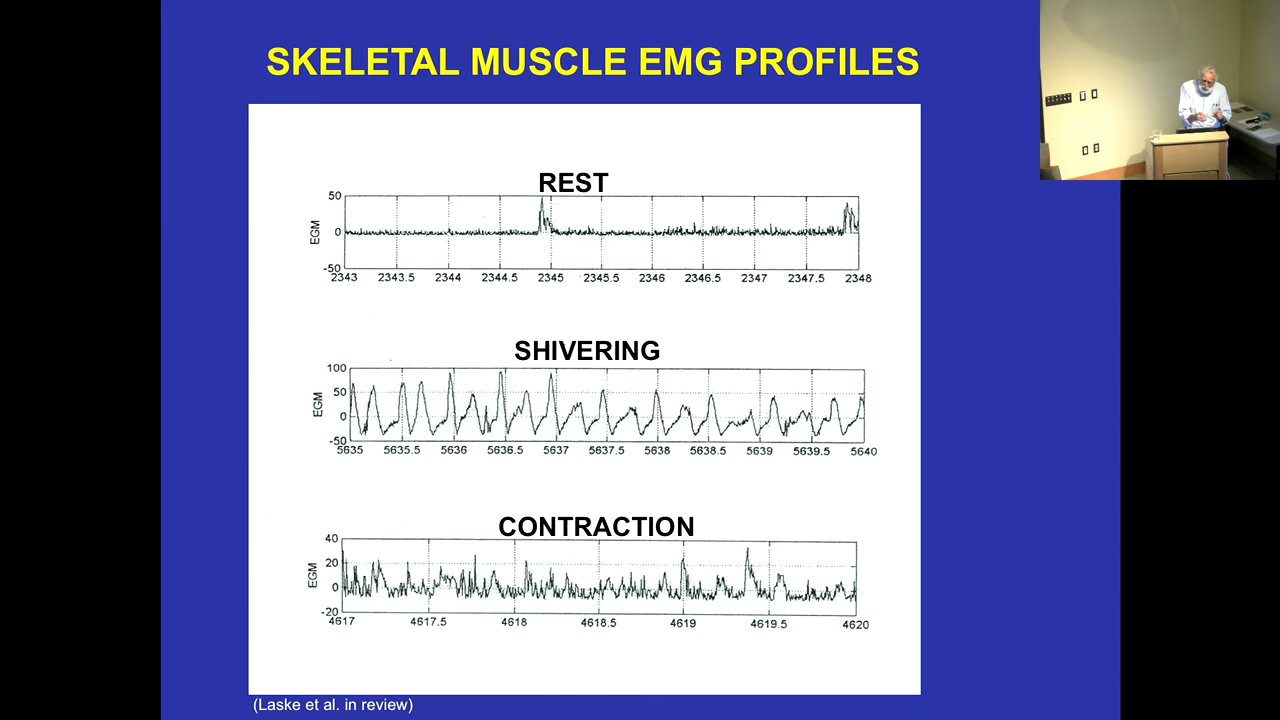 SKELETAL MUSCLE EMG PROFILES
REST
50
0
-50
EGM
2343 2343.5 2344 2344.5 2345 2345.5 2346 2346.5 2347 2347.5 2348
SHIVERING
100
50
0
-50
EGM
5635 5635.5 5636 5636.5 5637 5637.5 5638 5638.5 5639 5639.5 5640
CONTRACTION
40
20
0
-20
EGM
4617 4617.5 4618 4618.5 4619 4619.5 4620
(Laske et al. in review)